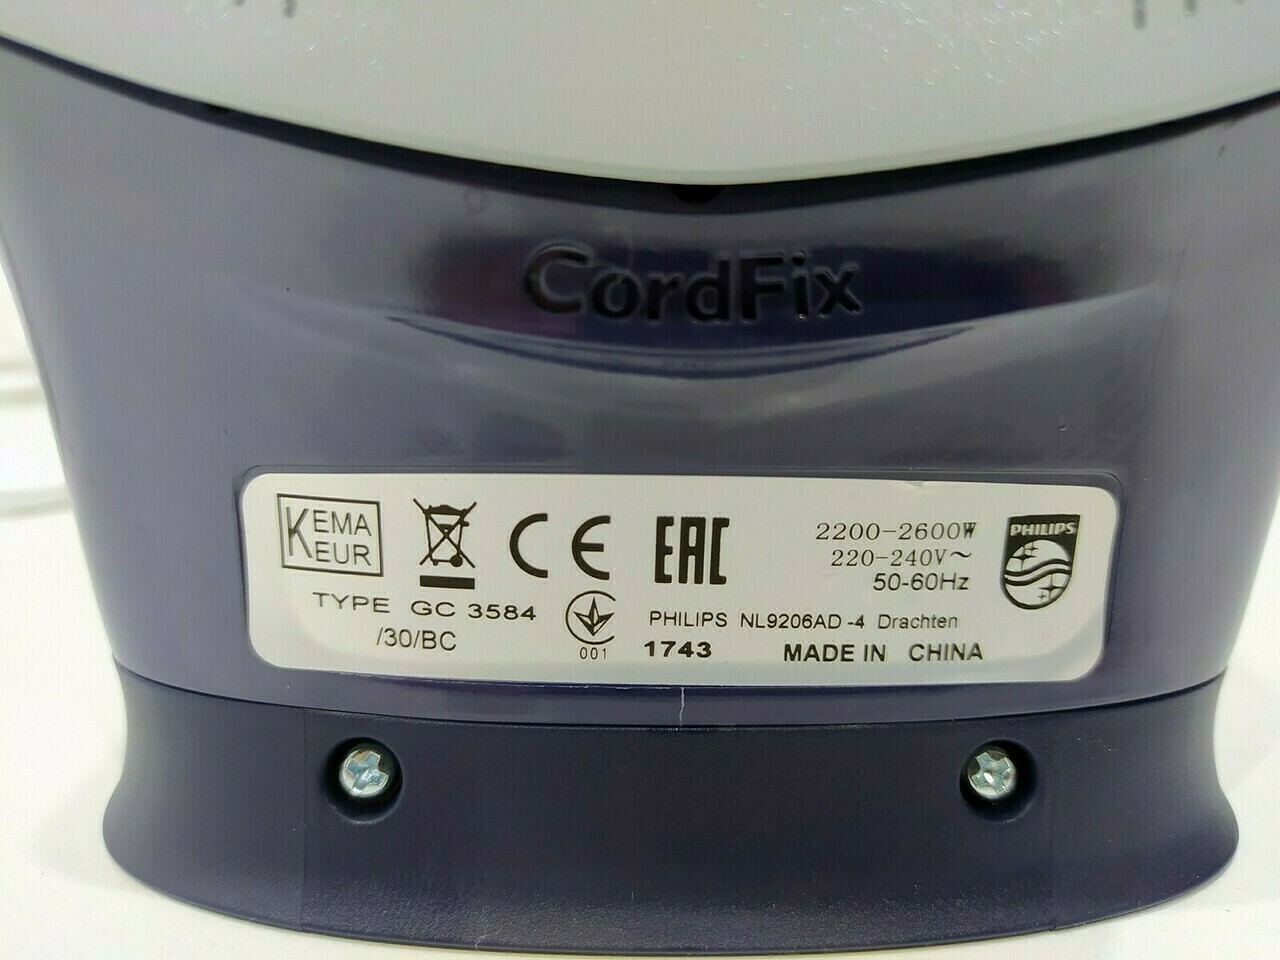 CordFix
KEMA
KEUR
CE
EAC
2200-2600W
220-240V~
50-60Hz
PHILIPS
TYPE GC 3584
/30/BC
001
PHILIPS NL9206AD -4 Drachten
1743
MADE IN CHINA